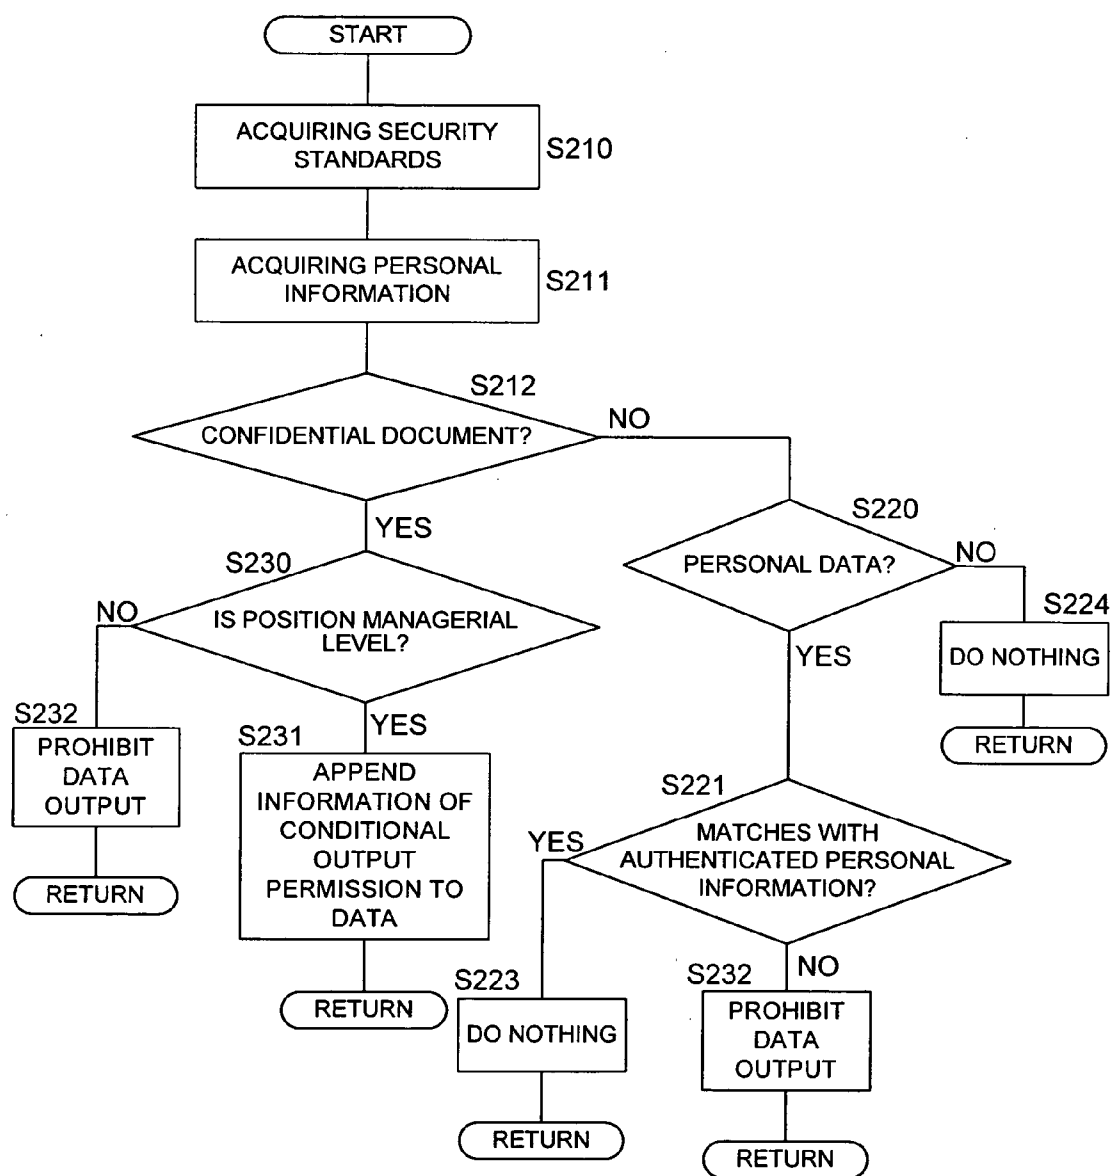 START
ACQUIRING SECURITY
STANDARDS
S210
ACQUIRING PERSONAL
INFORMATION
S211
S212
CONFIDENTIAL DOCUMENT?
NO
YES
S220
PERSONAL DATA?
NO
YES
S224
DO NOTHING
RETURN
S230
IS POSITION MANAGERIAL
LEVEL?
NO
YES
S232
PROHIBIT
DATA
OUTPUT
RETURN
S231
APPEND
INFORMATION OF
CONDITIONAL
OUTPUT
PERMISSION TO
DATA
RETURN
S221
MATCHES WITH
AUTHENTICATED PERSONAL
INFORMATION?
YES
NO
S223
DO NOTHING
RETURN
S232
PROHIBIT
DATA
OUTPUT
RETURN